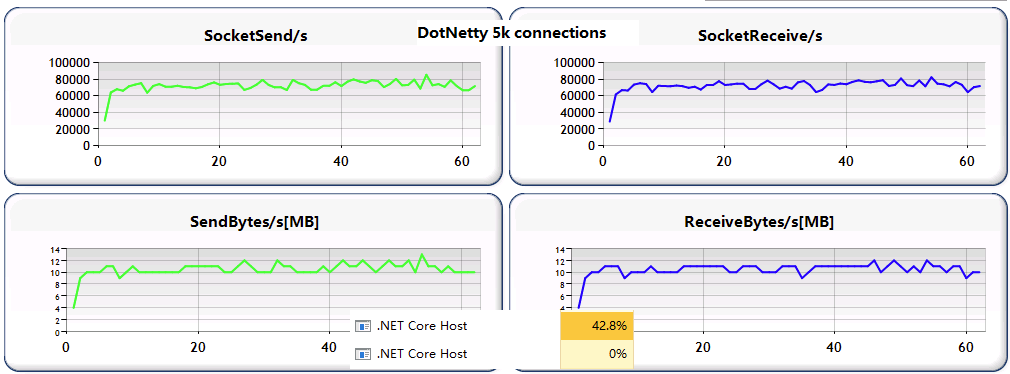 DotNetty 5k connections
SocketSend/s
100000
80000
60000
40000
20000
0
0 20 40 60
SocketReceive/s
100000
80000
60000
40000
20000
0
0 20 40 60
SendBytes/s[MB]
14
12
10
8
6
4
2
0
0 20 40
ReceiveBytes/s[MB]
14
12
10
8
6
4
20 40 60
.NET Core Host 42.8%
.NET Core Host 0%